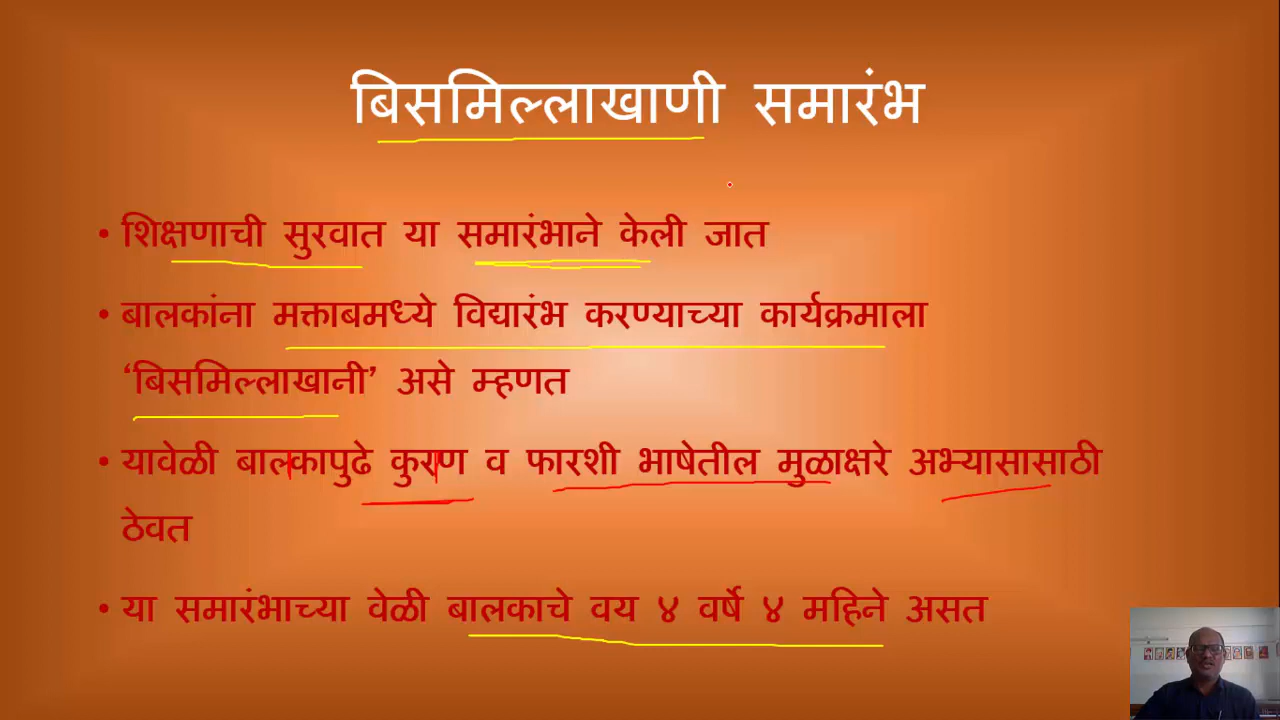 बिसमिल्लाखाणी समारंभ
• शिक्षणाची सुरवात या समारंभाने केली जात
• बालकांना मक्ताबमध्ये विद्यारंभ करण्याच्या कार्यक्रमाला
‘बिसमिल्लाखानी’ असे म्हणत
• यावेळी बालकापुढे कुराण व फारशी भाषेतील मुळाक्षरे अभ्यासासाठी
ठेवत
• या समारंभाच्या वेळी बालकाचे वय ४ वर्षे ४ महिने असत